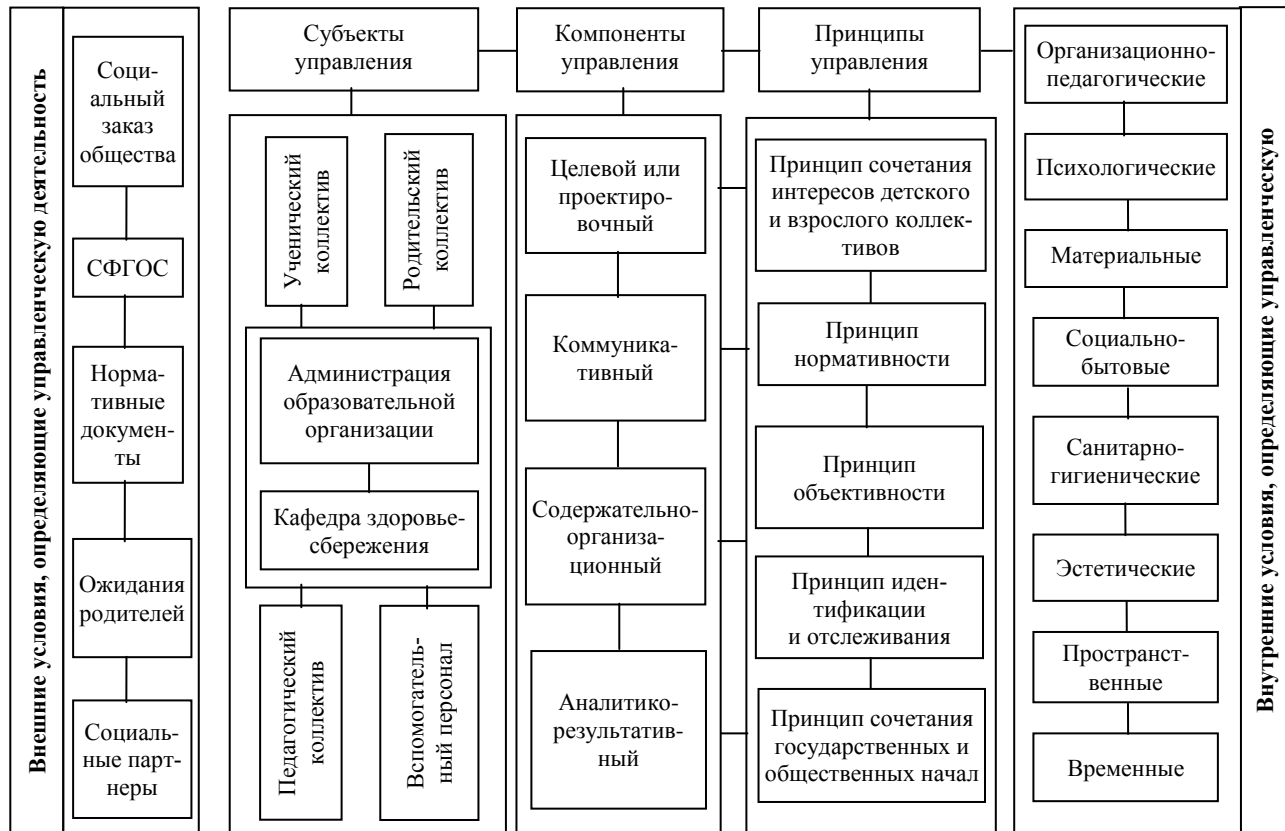 Внешние условия, определяющие управленческую деятельность
Соци-
альный
заказ
общества
СФГОС
Норма-
тивные
докумен-
ты
Ожидания
родителей
Социаль-
ные парт-
неры
Субъекты
управления
Ученический
коллектив
Родительский
коллектив
Администрация
образовательной
организации
Кафедра здоровье-
сбережения
Педагогический
коллектив
Вспомогатель-
ный персонал
Компоненты
управления
Целевой или
проектиро-
вочный
Коммуника-
тивный
Содержательно-
организа-
ционный
Аналитико-
результатив-
ный
Принципы
управления
Принцип сочетания
интересов детского
и взрослого коллек-
тивов
Принцип
нормативности
Принцип
объективности
Принцип иден-
тификации
и отслеживания
Принцип сочетания
государственных и
общественных начал
Организационно-
педагогические
Психологические
Материальные
Социально-
бытовые
Санитарно-
гигиенические
Эстетические
Пространст-
венные
Временные
Внутренние условия, определяющие управленческую